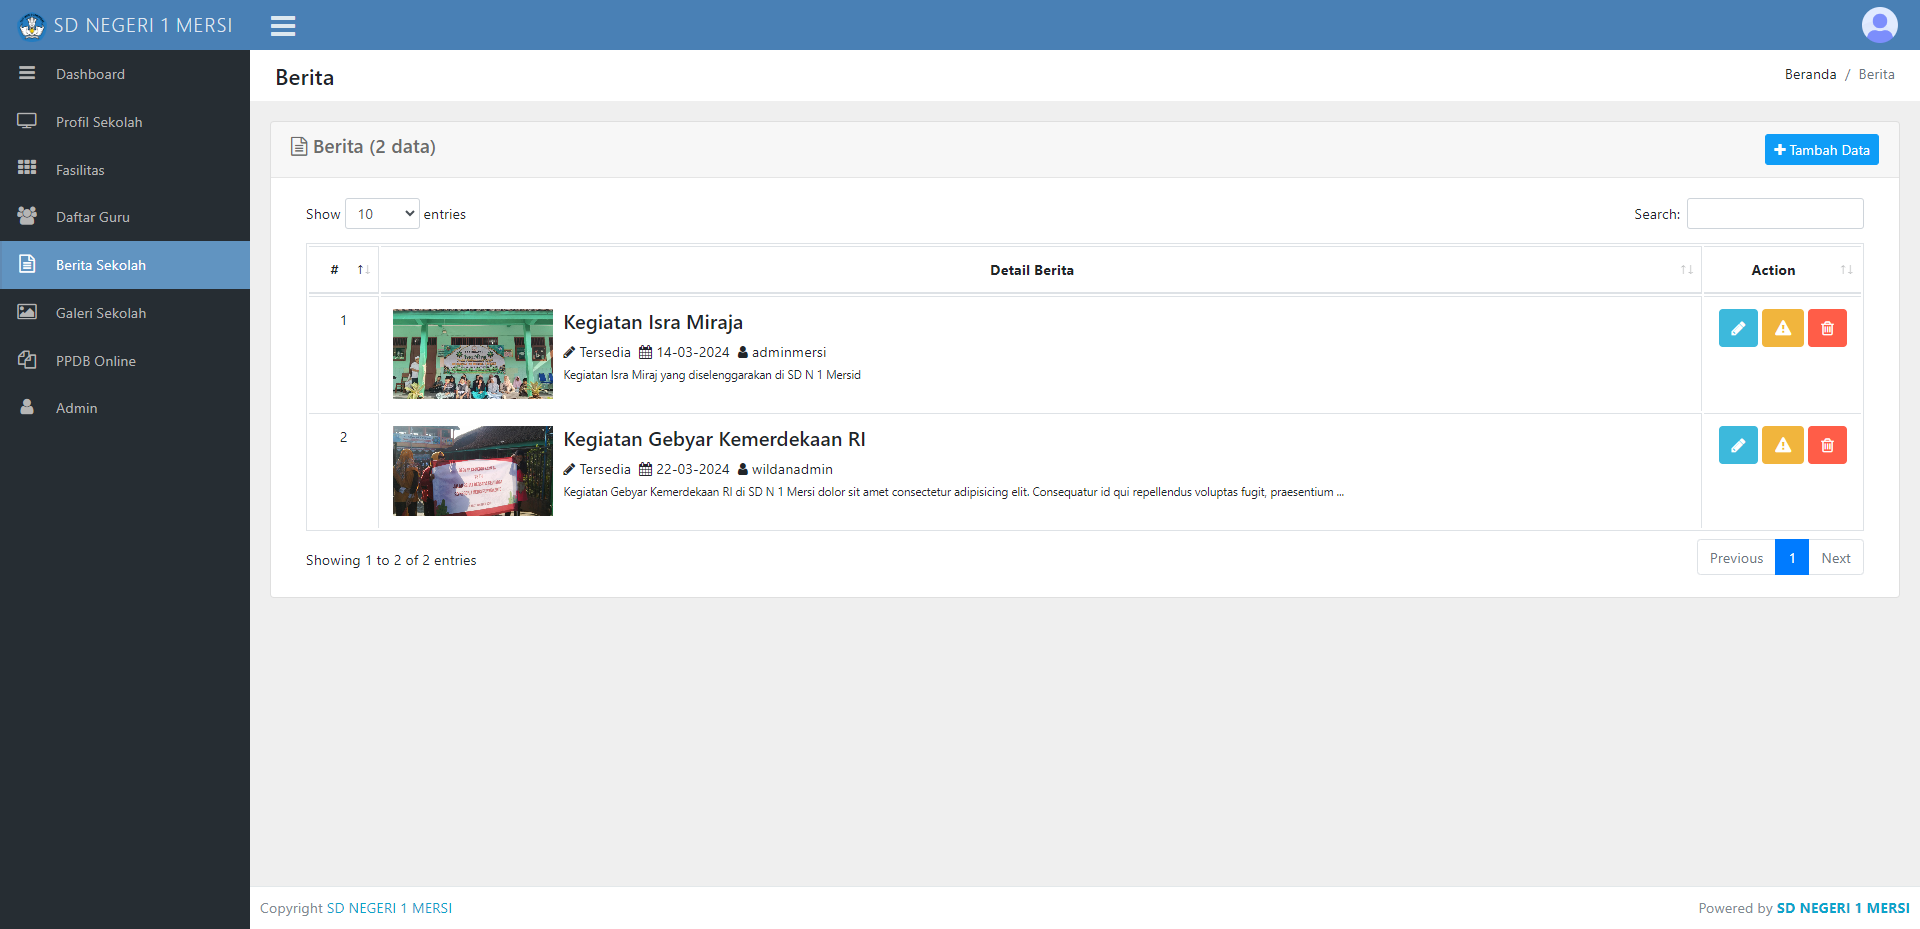 SD NEGERI 1 MERSI
Dashboard
Profil Sekolah
Fasilitas
Daftar Guru
Berita Sekolah
Galeri Sekolah
PPDB Online
Admin
Berita
Beranda / Berita
Berita (2 data)
Tambah Data
Show 10 entries
Search:
# Detail Berita Action
1
Kegiatan Isra Miraja
Tersedia 14-03-2024 adminmersi
Kegiatan Isra Miraj yang diselenggarakan di SD N 1 Mersid
2
Kegiatan Gebyar Kemerdekaan RI
Tersedia 22-03-2024 wildanadmin
Kegiatan Gebyar Kemerdekaan RI di SD N 1 Mersi dolor sit amet consectetur adipisicing elit. Consequatur id qui repellendus voluptas fugit, praesentium ...
Showing 1 to 2 of 2 entries
Previous 1 Next
Copyright SD NEGERI 1 MERSI
Powered by SD NEGERI 1 MERSI